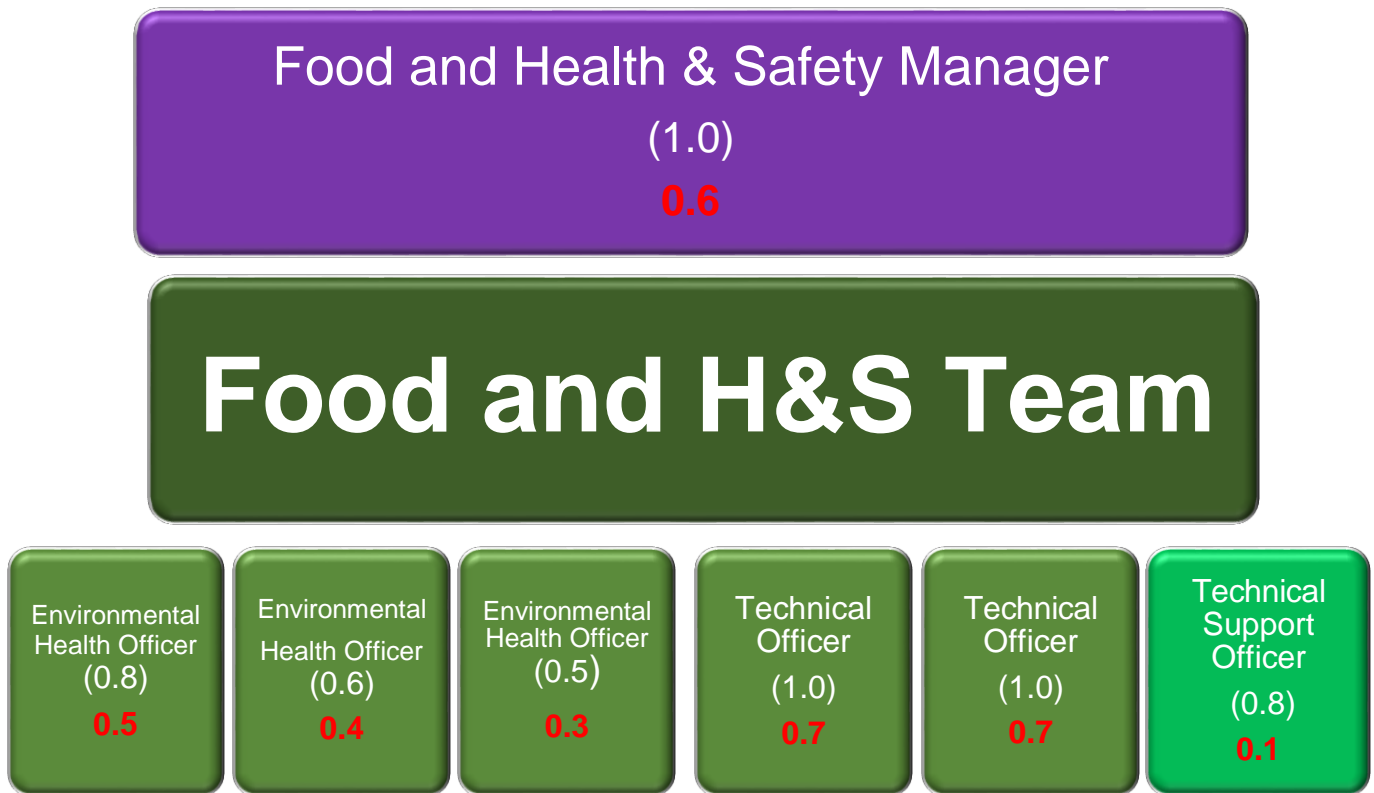 Food and Health & Safety Manager
(1.0)
0.6
Food and H&S Team
Environmental
Health Officer
(0.8)
0.5
Environmental
Health Officer
(0.6)
0.4
Environmental
Health Officer
(0.5)
0.3
Technical
Officer
(1.0)
0.7
Technical
Officer
(1.0)
0.7
Technical
Support
Officer
(0.8)
0.1